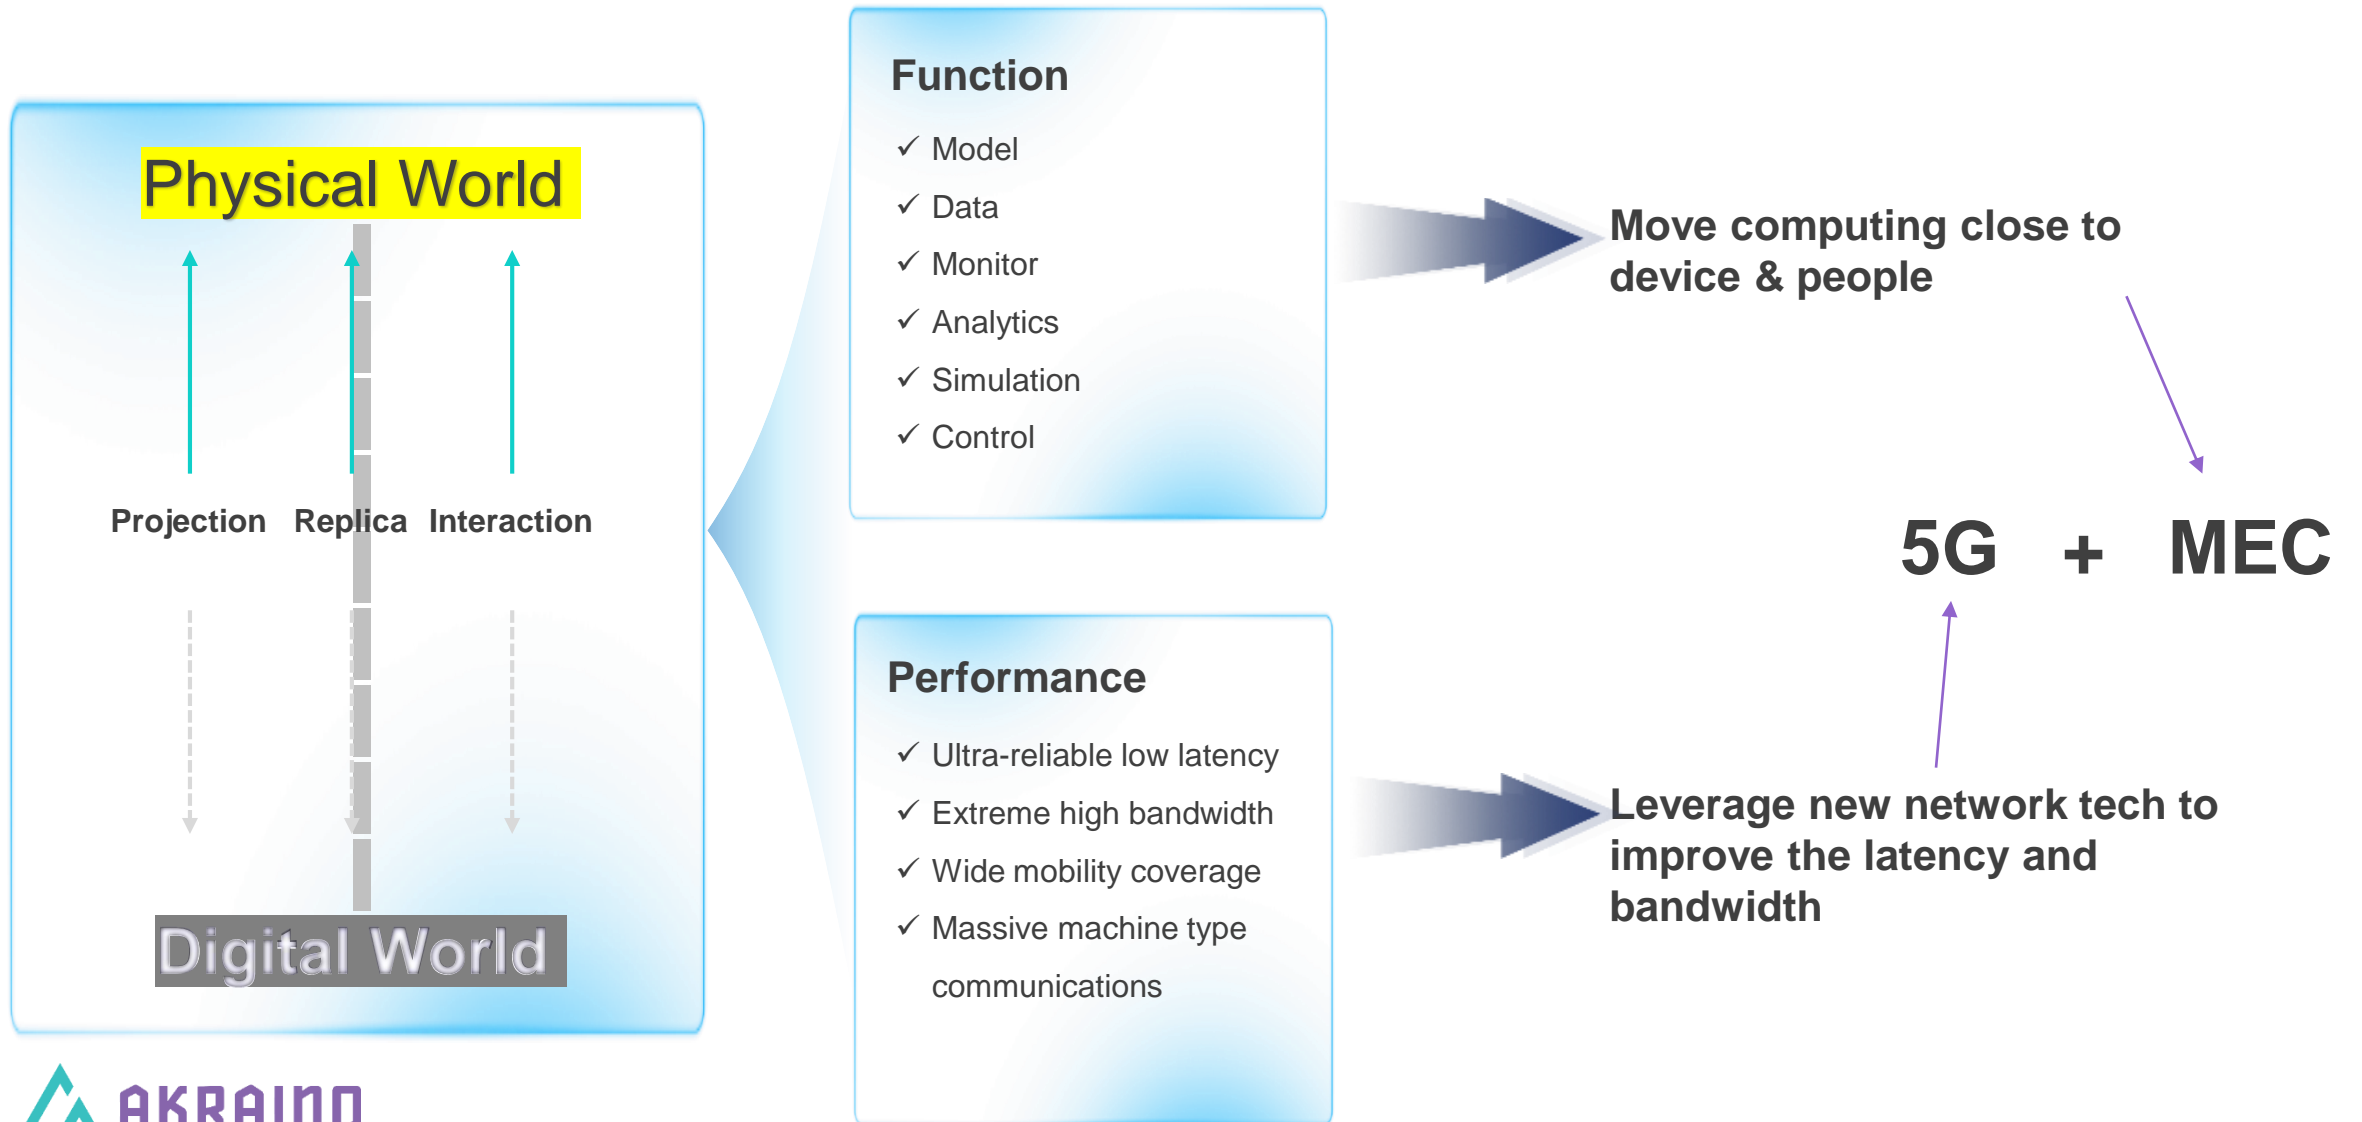 Physical World
Projection Replica Interaction
Digital World
Function
✓ Model
✓ Data
✓ Monitor
✓ Analytics
✓ Simulation
✓ Control
Performance
✓ Ultra-reliable low latency
✓ Extreme high bandwidth
✓ Wide mobility coverage
✓ Massive machine type
communications
Move computing close to
device & people
5G + MEC
Leverage new network tech to
improve the latency and
bandwidth
AKRAINO